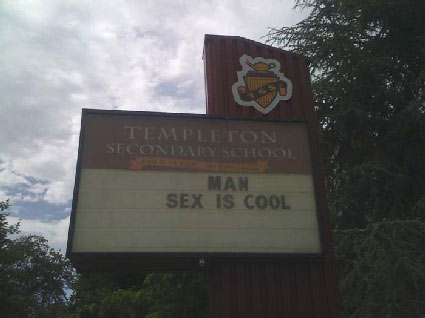 TEMPLETON
SECONDARY SCHOOL
MAN
SEX IS COOL